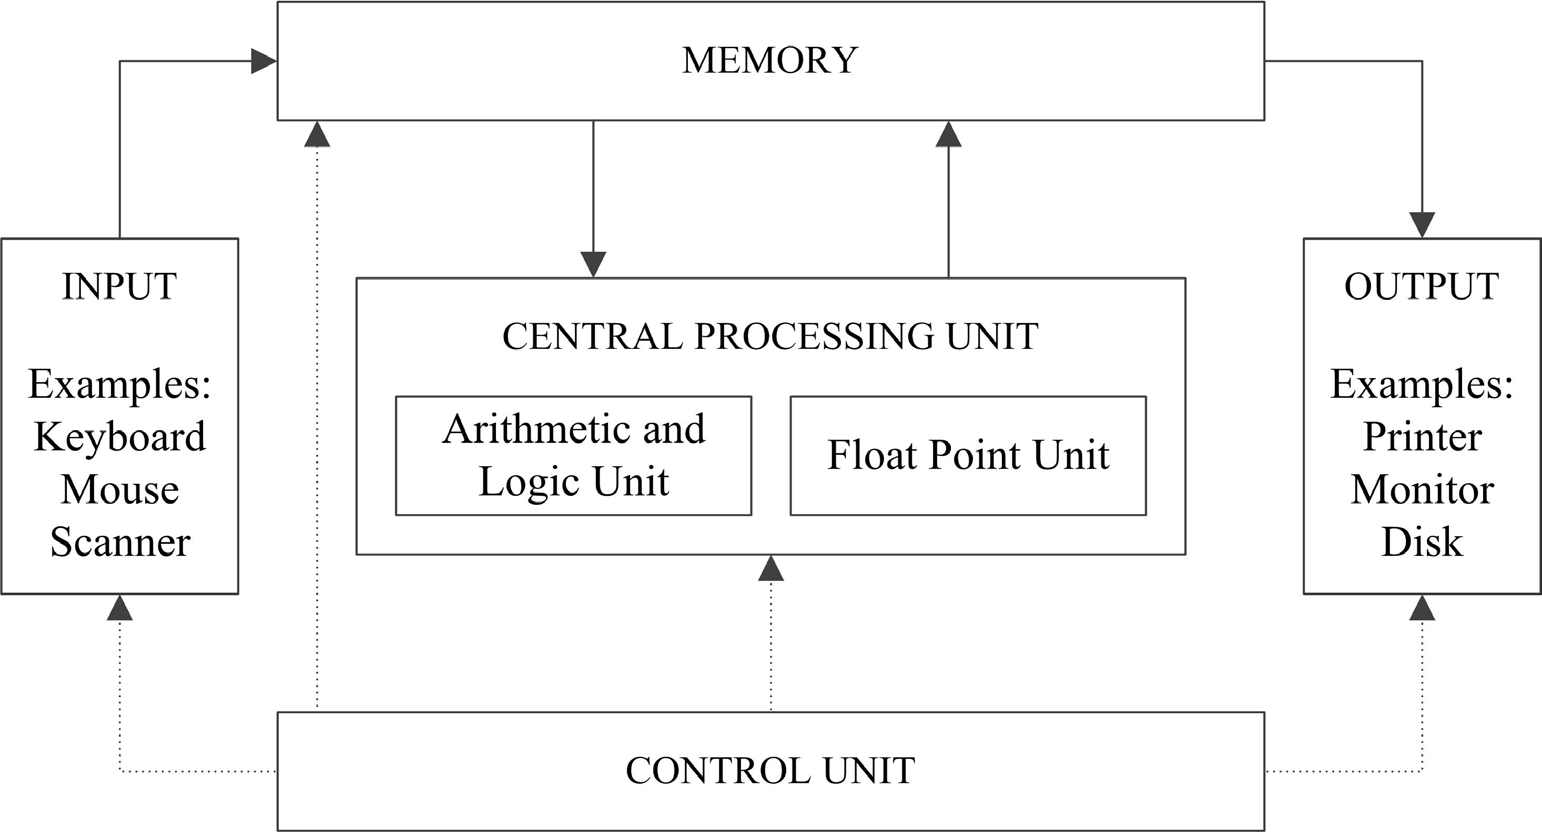 MEMORY
INPUT
Examples:
Keyboard
Mouse
Scanner
CENTRAL PROCESSING UNIT
Arithmetic and
Logic Unit
Float Point Unit
OUTPUT
Examples:
Printer
Monitor
Disk
CONTROL UNIT